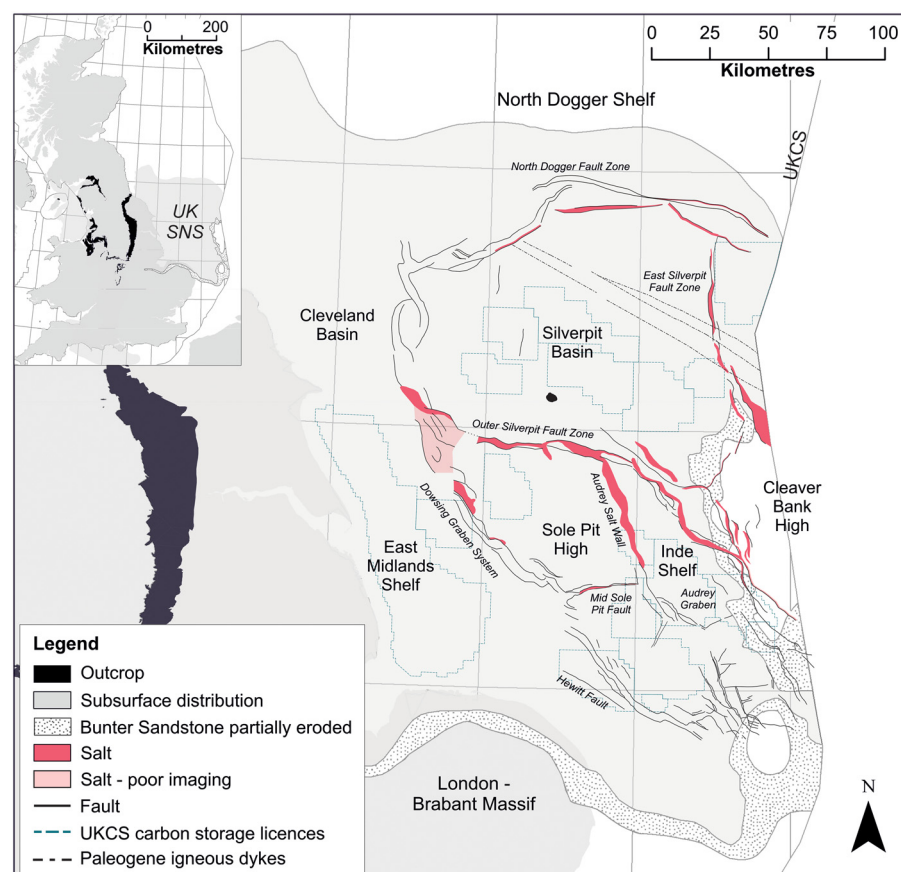 0 200
Kilometres
UK
SNS
0 25 50 75 100
Kilometres
North Dogger Shelf
UKCS
North Dogger Fault Zone
East Silverpit
Fault Zone
Cleveland
Basin
Silverpit
Basin
Outer Silverpit Fault Zone
Dowsing Graben System
Audrey Salt Wall
Cleaver
Bank
High
Sole Pit
High
East
Midlands
Shelf
Inde
Shelf
Mid Sole
Pit Fault
Audrey
Graben
Hewitt Fault
London -
Brabant Massif
N
Legend
Outcrop
Subsurface distribution
Bunter Sandstone partially eroded
Salt
Salt - poor imaging
Fault
UKCS carbon storage licences
Paleogene igneous dykes